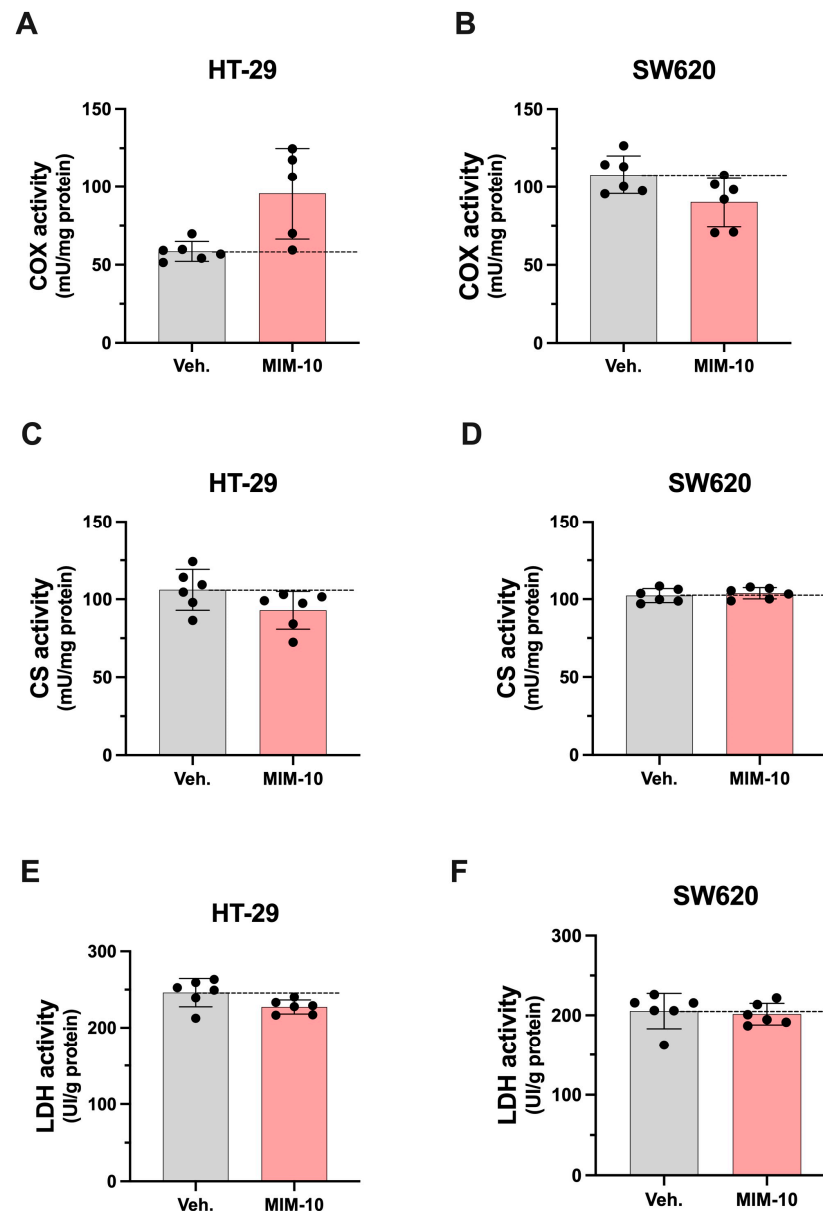 A
HT-29
COX activity
(mU/mg protein)
150
100
50
0
Veh.
MIM-10
B
SW620
COX activity
(mU/mg protein)
150
100
50
0
Veh.
MIM-10
C
HT-29
CS activity
(mU/mg protein)
150
100
50
0
Veh.
MIM-10
D
SW620
CS activity
(mU/mg protein)
150
100
50
0
Veh.
MIM-10
E
HT-29
LDH activity
(UI/g protein)
300
200
100
0
Veh.
MIM-10
F
SW620
LDH activity
(UI/g protein)
300
200
100
0
Veh.
MIM-10